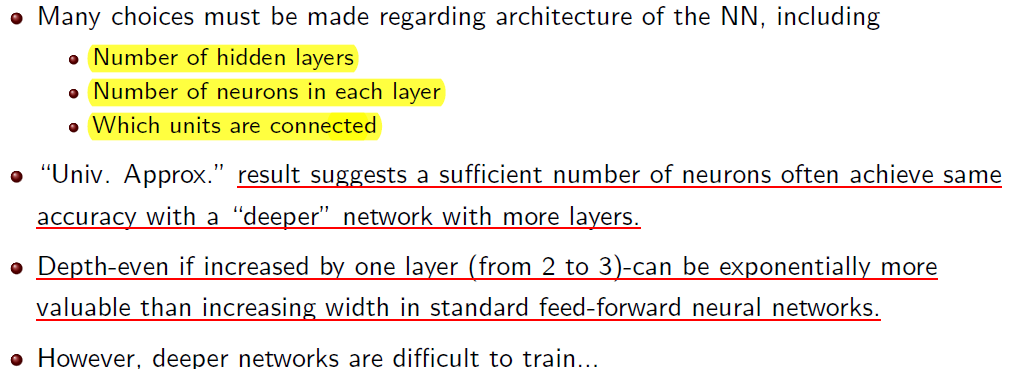 Many choices must be made regarding architecture of the NN, including
Number of hidden layers
Number of neurons in each layer
Which units are connected
“Univ. Approx.” result suggests a sufficient number of neurons often achieve same
accuracy with a “deeper” network with more layers.
Depth-even if increased by one layer (from 2 to 3)-can be exponentially more
valuable than increasing width in standard feed-forward neural networks.
However, deeper networks are difficult to train...